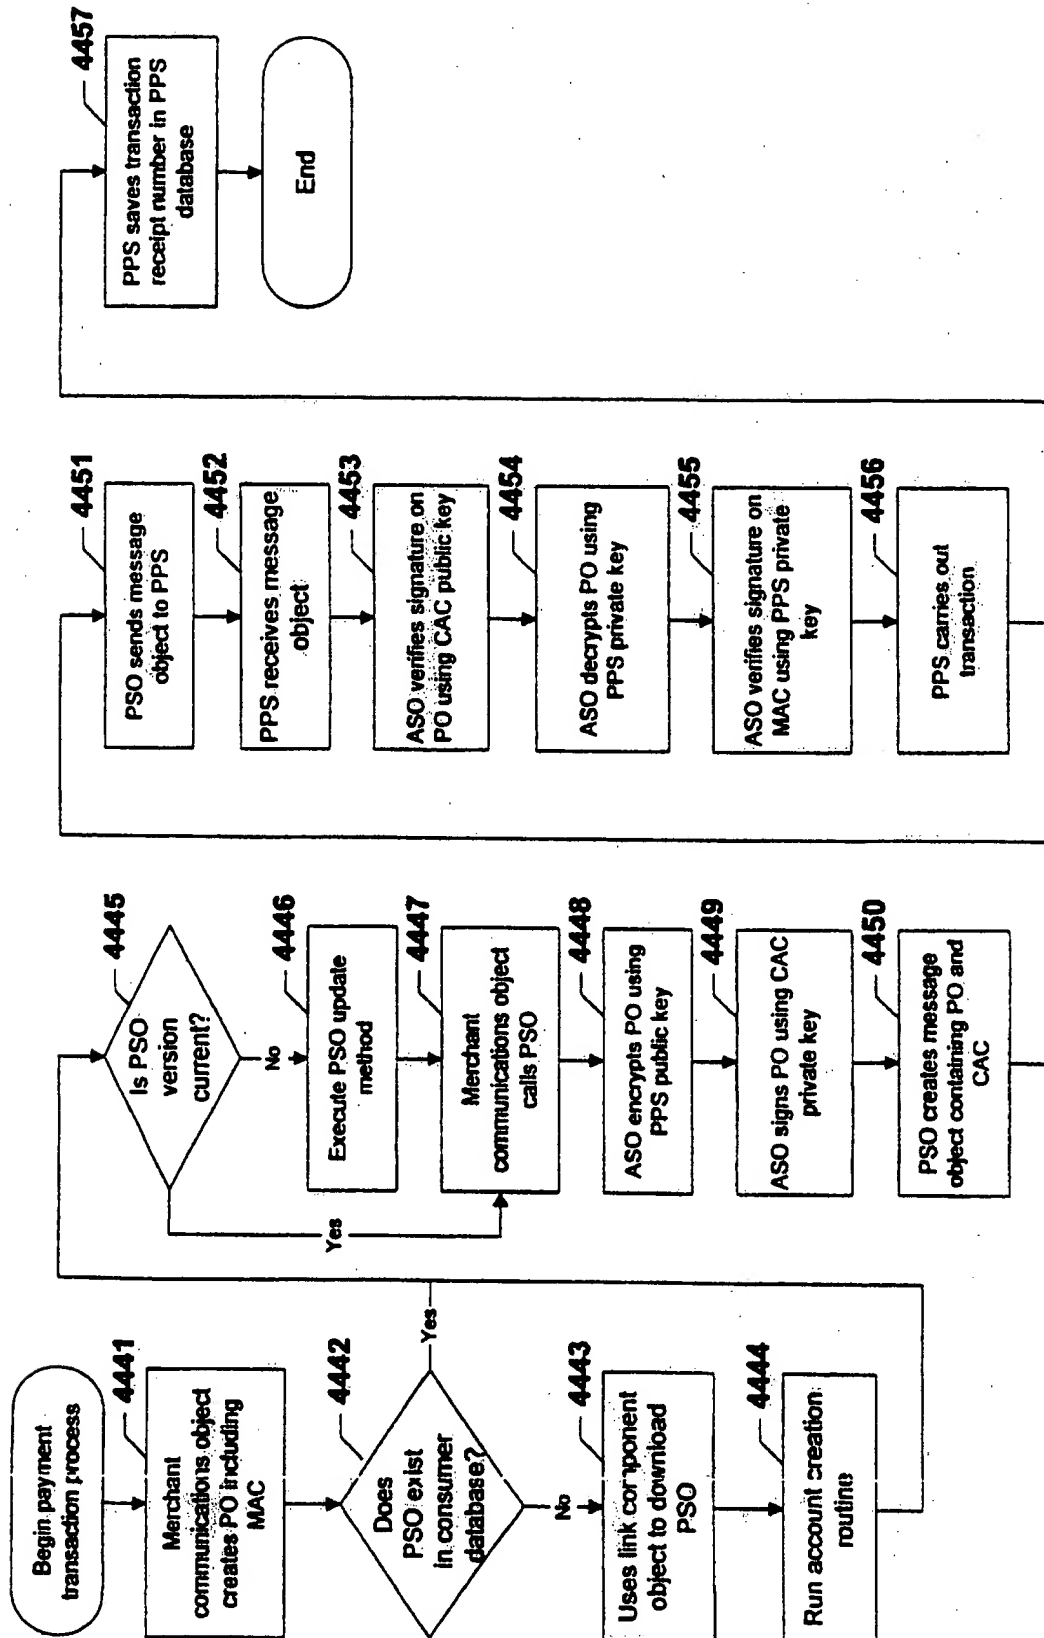 Begin payment
transaction process
4441
Merchant
communications object
creates PO including
MAC
4442
Does
PSO exist
in consumer
database?
Yes
No
4443
Uses link component
object to download
PSO
4444
Run account creation
routine
4445
Is PSO
version
current?
No
Yes
4446
Execute PSO update
method
4447
Merchant
communications object
calls PSO
4448
ASO encrypts PO using
PPS public key
4449
ASO signs PO using CAC
private key
4450
PSO creates message
object containing PO and
CAC
4451
PSO sends message
object to PPS
4452
PPS receives message
object
4453
ASO verifies signature on
PO using CAC public key
4454
ASO decrypts PO using
PPS private key
4455
ASO verifies signature on
MAC using PPS private
key
4456
PPS carries out
transaction
4457
PPS saves transaction
receipt number in PPS
database
End